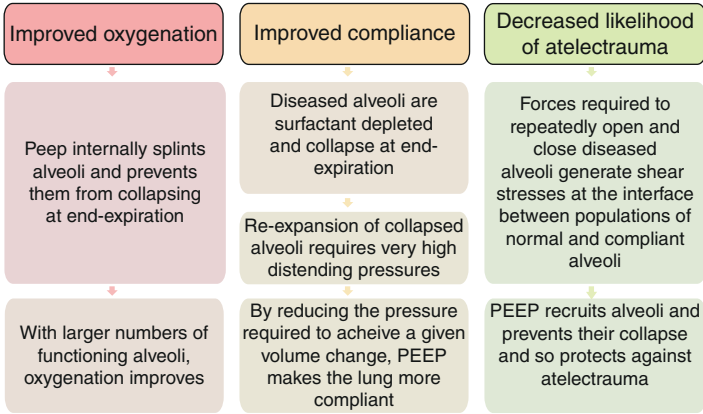 Improved oxygenation
Peep internally splints
alveoli and prevents
them from collapsing
at end-expiration
With larger numbers of
functioning alveoli,
oxygenation improves
Improved compliance
Diseased alveoli are
surfactant depleted
and collapse at end-
expiration
Re-expansion of collapsed
alveoli requires very high
distending pressures
By reducing the pressure
required to acheive a given
volume change, PEEP
makes the lung more
compliant
Decreased likelihood
of atelectrauma
Forces required to
repeatedly open and
close diseased
alveoli generate shear
stresses at the interface
between populations of
normal and compliant
alveoli
PEEP recruits alveoli and
prevents their collapse
and so protects against
atelectrauma